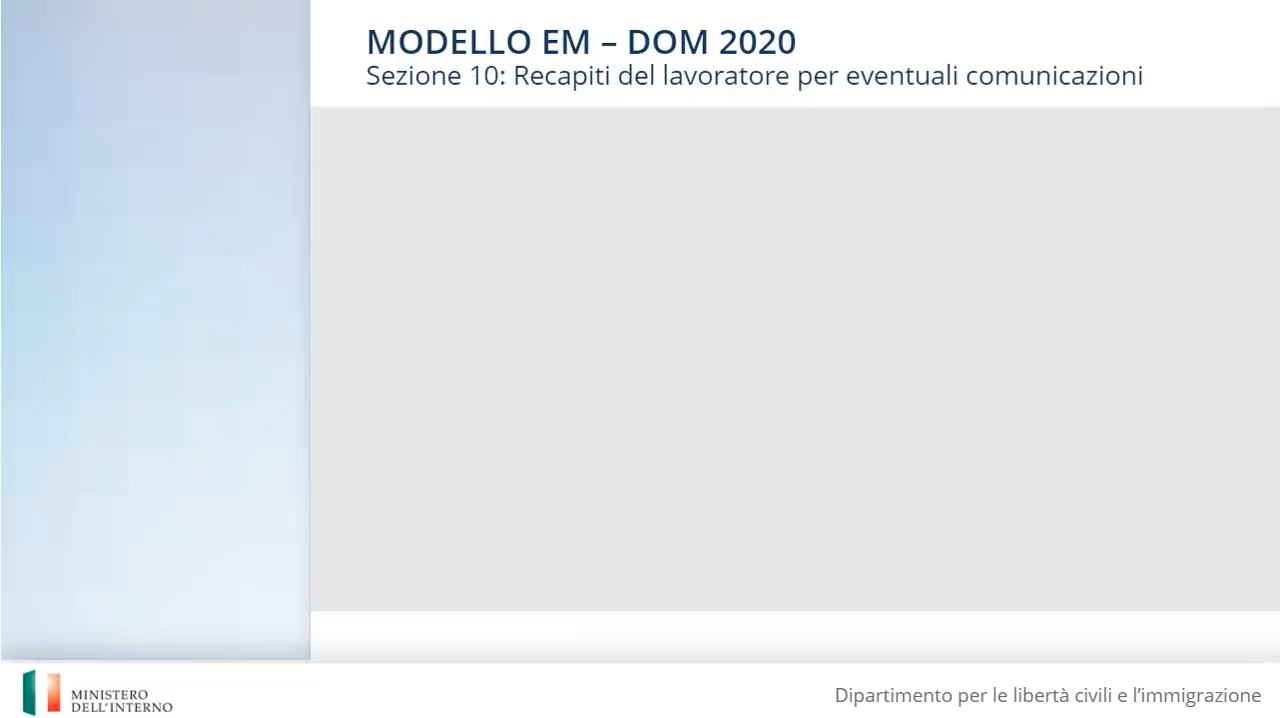 MODELLO EM – DOM 2020
Sezione 10: Recapiti del lavoratore per eventuali comunicazioni
MINISTERO
DELL'INTERNO
Dipartimento per le libertà civili e l'immigrazione